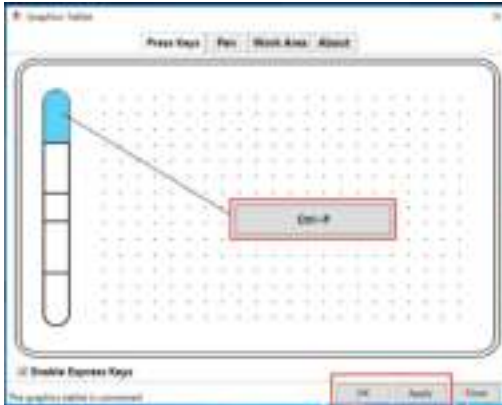 Graphics Tablet
Press Keys Pen Work Area About
Ctrl+P
Enable Express Keys
The graphics tablet is connected
OK Apply Close